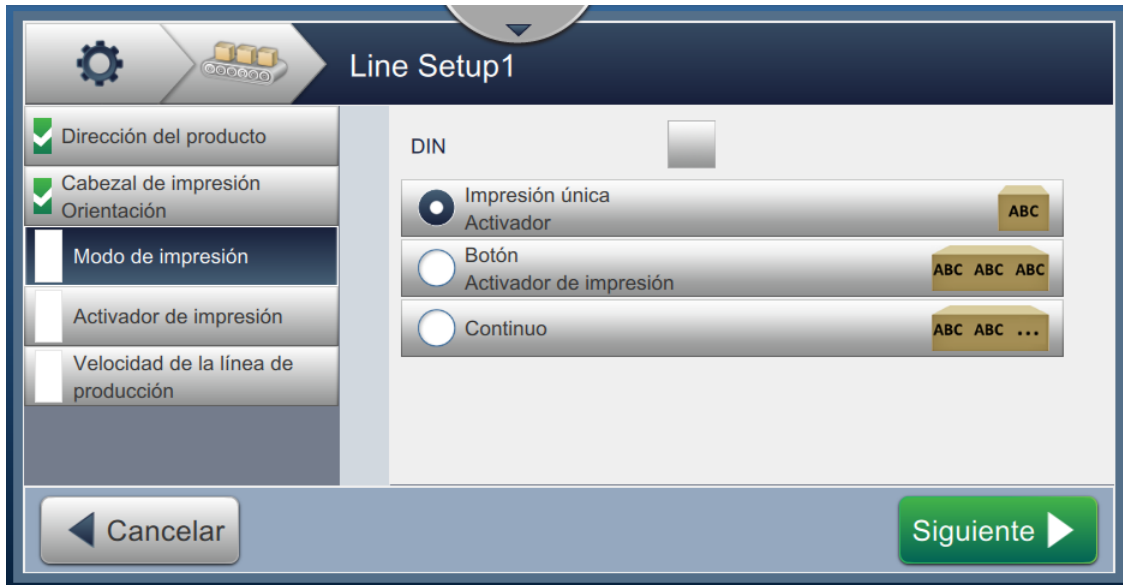 Line Setup1
Dirección del producto
Cabezal de impresión
Orientación
Modo de impresión
Activador de impresión
Velocidad de la línea de
producción
DIN
Impresión única
Activador
ABC
Botón
Activador de impresión
ABC ABC ABC
Continuo
ABC ABC ...
Cancelar
Siguiente